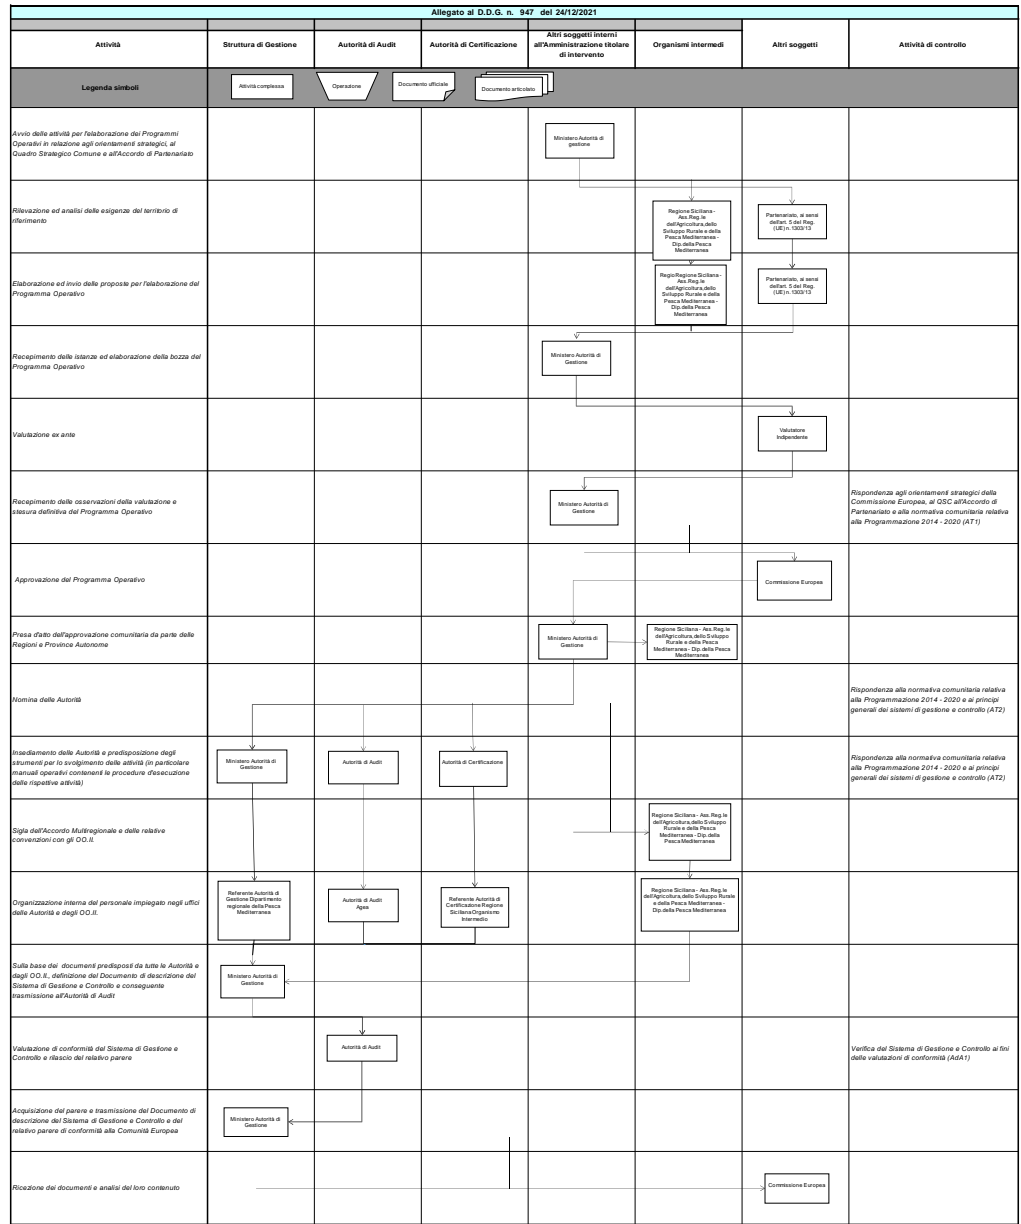 Allegato al D.D.G. n. 947 del 24/12/2021
Attività
Struttura di Gestione
Autorità di Audit
Autorità di Certificazione
Altri soggetti interni
all'Amministrazione titolare
di intervento
Organismi intermedi
Altri soggetti
Attività di controllo
Legenda simboli
Attività complessa
Operazione
Documento ufficiale
Documento articolato
Avvio delle attività per l'elaborazione dei Programmi
Operativi in relazione agli orientamenti strategici, al
Quadro Strategico Comune e all'Accordo di Partenariato
Ministero Autorità di
gestione
Rilevazione ed analisi delle esigenze del territorio di
riferimento
Regione Siciliana -
Ass.Reg.le
dell'Agricoltura,dello
Sviluppo Rurale e della
Pesca Mediterranea -
Dip.della Pesca
Mediterranea
Partenariato, ai sensi
dell'art. 5 del Reg.
(UE) n.1303/13
Elaborazione ed invio delle proposte per l'elaborazione del
Programma Operativo
RegioRegione Siciliana -
Ass.Reg.le
dell'Agricoltura,dello
Sviluppo Rurale e della
Pesca Mediterranea -
Dip.della Pesca
Mediterranea
Partenariato, ai sensi
dell'art. 5 del Reg.
(UE) n.1303/13
Recepimento delle istanze ed elaborazione della bozza del
Programma Operativo
Ministero Autorità di
Gestione
Valutazione ex ante
Valutatore
Indipendente
Recepimento delle osservazioni della valutazione e
stesura definitiva del Programma Operativo
Ministero Autorità di
Gestione
Rispondenza agli orientamenti strategici della
Commissione Europea, al QSC all'Accordo di
Partenariato e alla normativa comunitaria relativa
alla Programmazione 2014 - 2020 (AT1)
Approvazione del Programma Operativo
Commissione Europea
Presa d'atto dell'approvazione comunitaria da parte delle
Regioni e Province Autonome
Ministero Autorità di
Gestione
Regione Siciliana - Ass.Reg.le
dell'Agricoltura,dello Sviluppo
Rurale e della Pesca
Mediterranea - Dip.della Pesca
Mediterranea
Nomina delle Autorità
Rispondenza alla normativa comunitaria relativa
alla Programmazione 2014 - 2020 e ai principi
generali dei sistemi di gestione e controllo (AT2)
Insediamento delle Autorità e predisposizione degli
strumenti per lo svolgimento delle attività (in particolare
manuali operativi contenenti le procedure d'esecuzione
delle rispettive attività)
Ministero Autorità di
Gestione
Autorità di Audit
Autorità di Certificazione
Rispondenza alla normativa comunitaria relativa
alla Programmazione 2014 - 2020 e ai principi
generali dei sistemi di gestione e controllo (AT2)
Sigla dell'Accordo Multiregionale e delle relative
convenzioni con gli OO.II.
Regione Siciliana - Ass.Reg.le
dell'Agricoltura,dello Sviluppo
Rurale e della Pesca
Mediterranea - Dip.della
Pesca Mediterranea
Organizzazione interna del personale impiegato negli uffici
delle Autorità e degli OO.II.
Referente Autorità di
Gestione Dipartimento
regionale della Pesca
Mediterranea
Autorità di Audit
Agea
Referente Autorità di
Certificazione Regione
Siciliana Organismo
Intermedio
Regione Siciliana - Ass.Reg.le
dell'Agricoltura,dello Sviluppo Rurale
e della Pesca Mediterranea -
Dip.della Pesca Mediterranea
Sulla base dei documenti predisposti da tutte le Autorità e
dagli OO.II., definizione del Documento di descrizione del
Sistema di Gestione e Controllo e conseguente
trasmissione all'Autorità di Audit
Ministero Autorità di
Gestione
Valutazione di conformità del Sistema di Gestione e
Controllo e rilascio del relativo parere
Autorità di Audit
Verifica del Sistema di Gestione e Controllo ai fini
delle valutazioni di conformità (AdA1)
Acquisizione del parere e trasmissione del Documento di
descrizione del Sistema di Gestione e Controllo e del
relativo parere di conformità alla Comunità Europea
Ministero Autorità di
Gestione
Ricezione dei documenti e analisi del loro contenuto
Commissione Europea